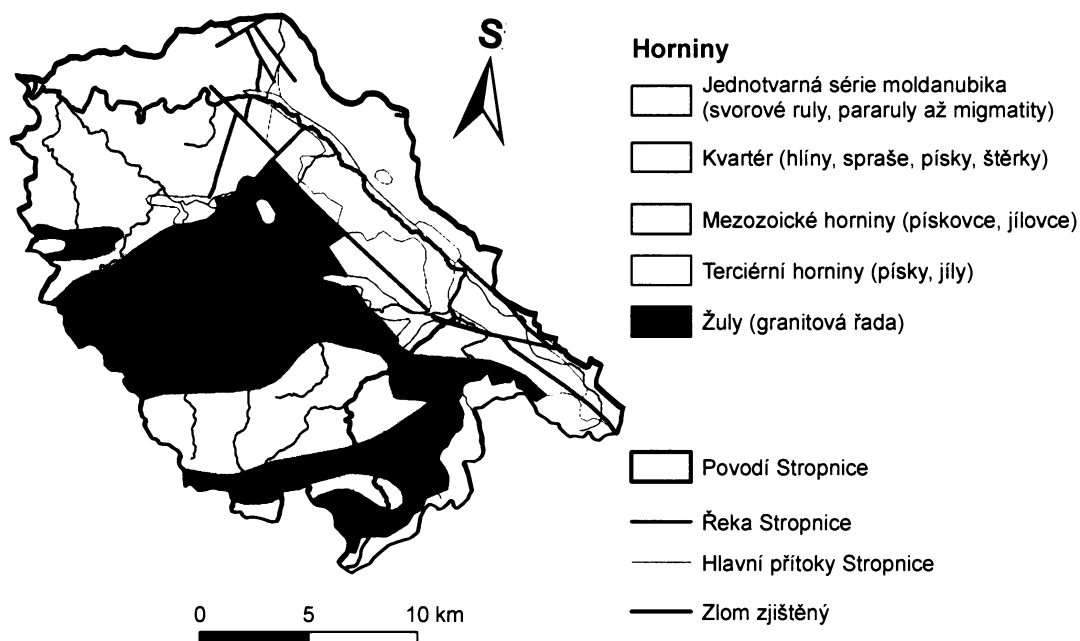 S
Horniny
Jednotvarná série moldanubika
(svorové ruly, pararuly až migmatity)
Kvartér (hlíny, spraše, písky, štěrky)
Mezozoické horniny (pískovce, jílovce)
Terciérní horniny (písky, jíly)
Žuly (granitová řada)
Povodí Stropnice
Řeka Stropnice
Hlavní přítoky Stropnice
Zlom zjištěný
0 5 10 km